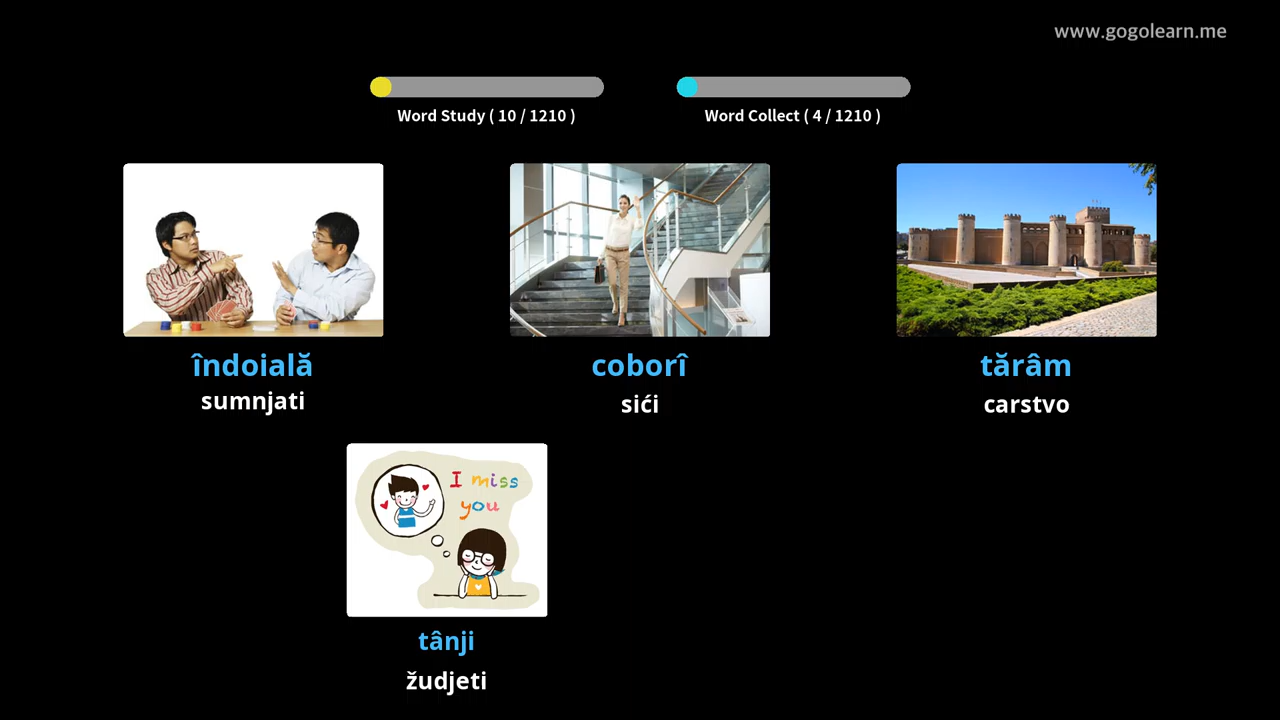 www.gogolearn.me
Word Study ( 10 / 1210 )
Word Collect ( 4 / 1210 )
îndoială
sumnjati
coborî
sići
tărâm
carstvo
I miss
you
tânji
žudjeti